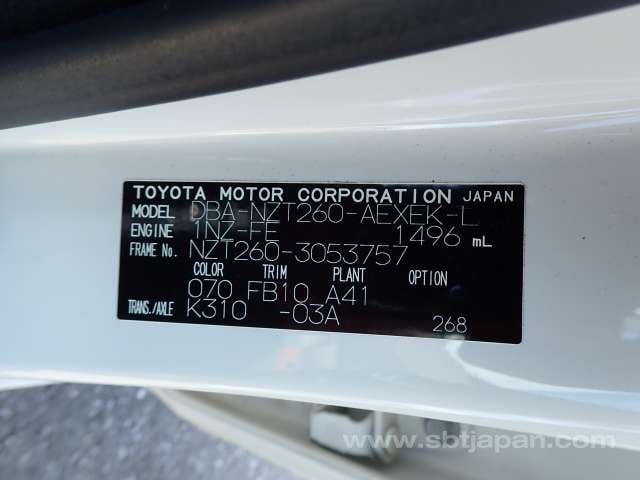 TOYOTA MOTOR CORPORATION JAPAN
MODEL DBA-NZT260-AEXEK-L
ENGINE 1NZ-FE 1496 mL
FRAME No. NZT260-3053757
COLOR TRIM PLANT OPTION
070 FB10 A41
TRANS./AXLE K310 -03A
268
www.sbtjapan.com